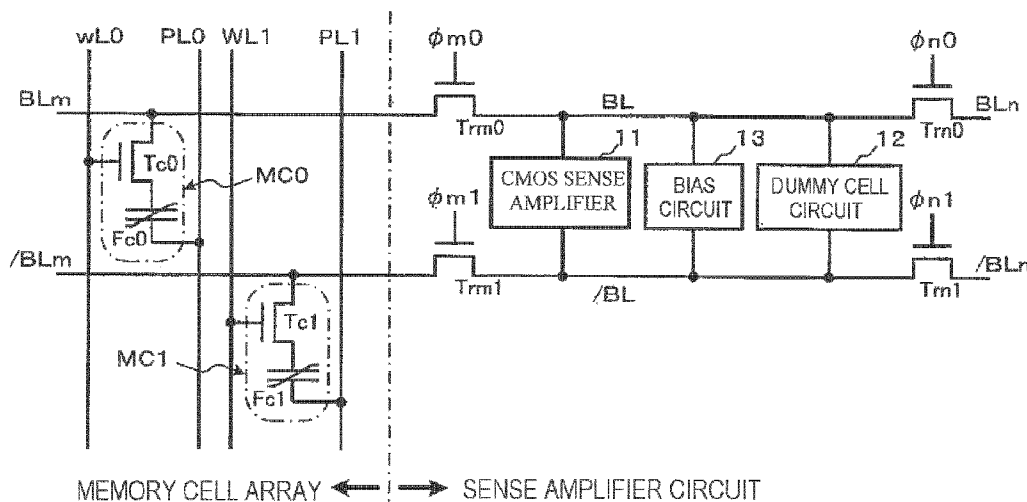 wL0 PL0 WL1 PL1
φm0 φn0
BLm BL BLn
Trm0 Trn0
Tc0 MC0
11 13 12
CMOS SENSE AMPLIFIER
BIAS CIRCUIT
DUMMY CELL CIRCUIT
φm1 φn1
Fc0
/BLm /BL /BLn
Trm1 Trn1
Tc1
MC1
Fc1
MEMORY CELL ARRAY SENSE AMPLIFIER CIRCUIT